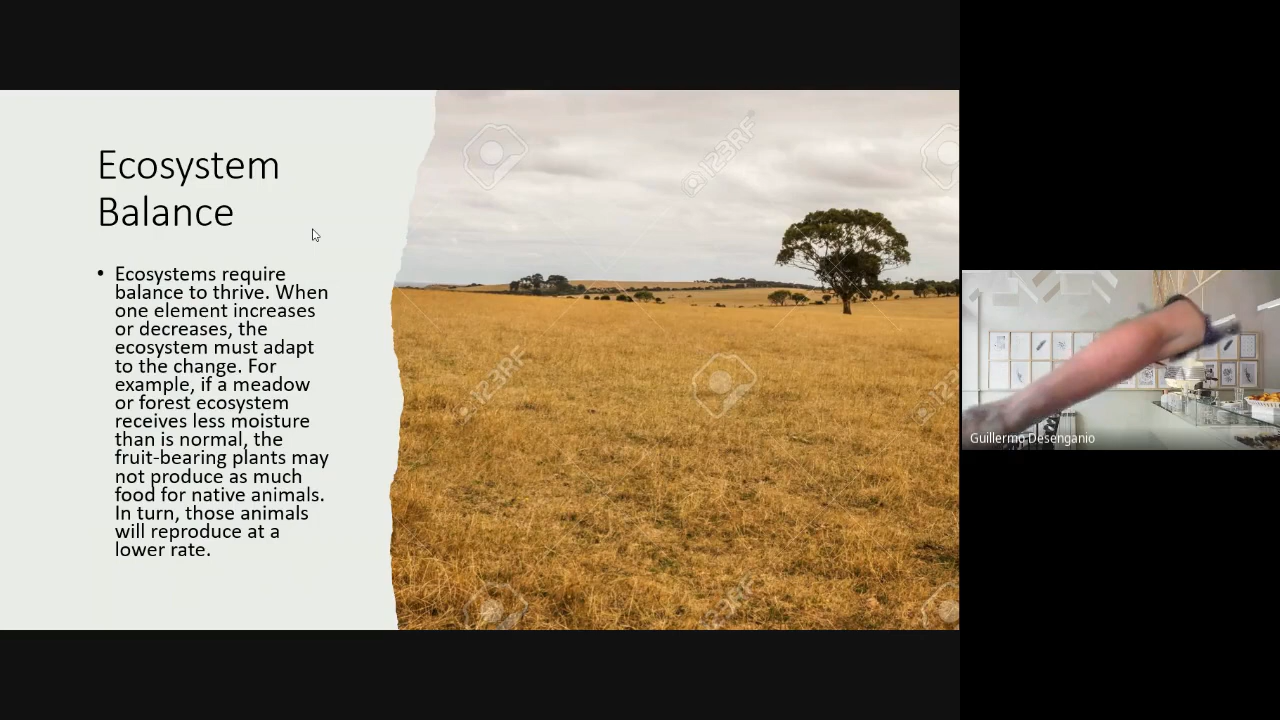 Ecosystem
Balance
• Ecosystems require
balance to thrive. When
one element increases
or decreases, the
ecosystem must adapt
to the change. For
example, if a meadow
or forest ecosystem
receives less moisture
than is normal, the
fruit-bearing plants may
not produce as much
food for native animals.
In turn, those animals
will reproduce at a
lower rate.
123RF
123RF
123RF
Guillermo Desenganio